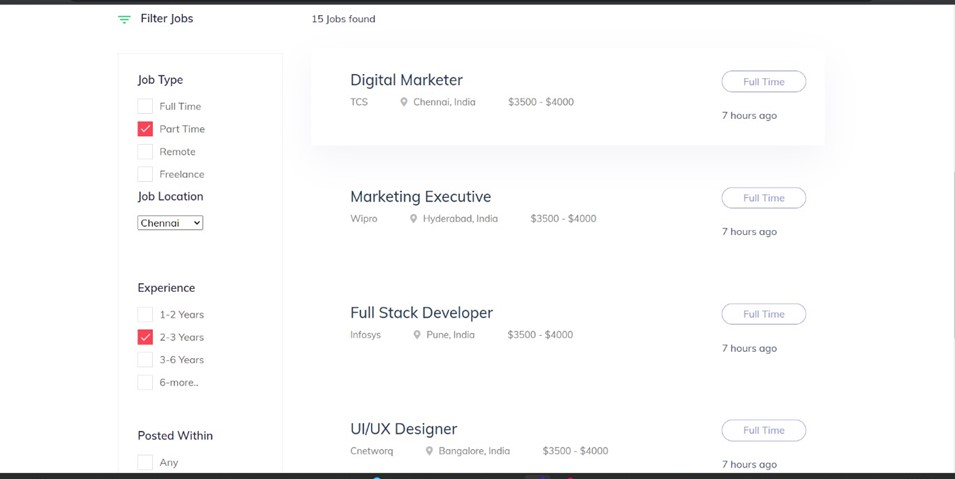 Filter Jobs
15 Jobs found
Job Type
Full Time
Part Time
Remote
Freelance
Job Location
Chennai
Experience
1-2 Years
2-3 Years
3-6 Years
6-more..
Posted Within
Any
Digital Marketer
Full Time
TCS Chennai, India $3500 - $4000
7 hours ago
Marketing Executive
Full Time
Wipro Hyderabad, India $3500 - $4000
7 hours ago
Full Stack Developer
Full Time
Infosys Pune, India $3500 - $4000
7 hours ago
UI/UX Designer
Full Time
Cnetworq Bangalore, India $3500 - $4000
7 hours ago